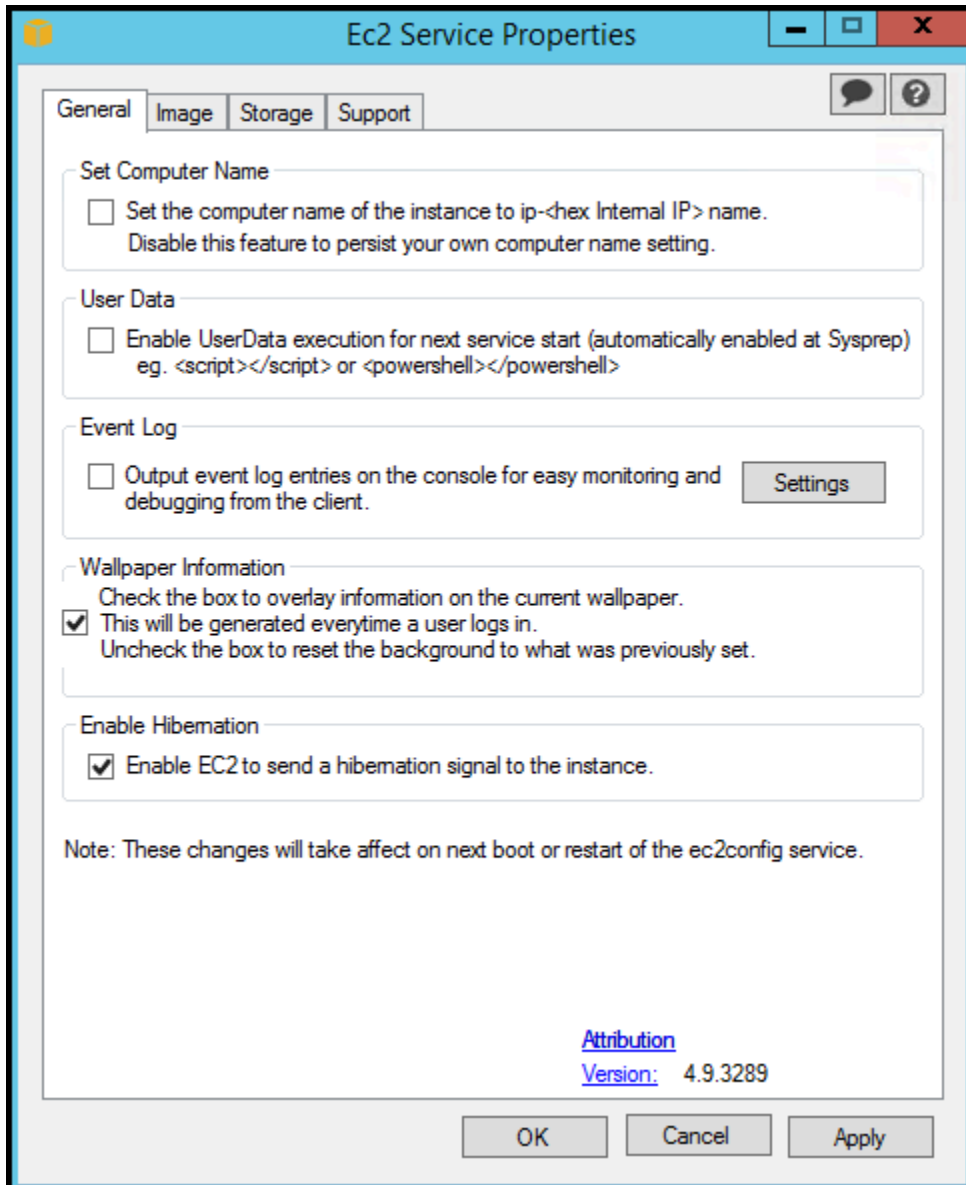 Ec2 Service Properties
General
Image
Storage
Support
Set Computer Name
Set the computer name of the instance to ip-<hex Internal IP> name.
Disable this feature to persist your own computer name setting.
User Data
Enable UserData execution for next service start (automatically enabled at Sysprep)
eg. <script></script> or <powershell></powershell>
Event Log
Output event log entries on the console for easy monitoring and
debugging from the client.
Settings
Wallpaper Information
Check the box to overlay information on the current wallpaper.
This will be generated everytime a user logs in.
Uncheck the box to reset the background to what was previously set.
Enable Hibernation
Enable EC2 to send a hibernation signal to the instance.
Note: These changes will take affect on next boot or restart of the ec2config service.
Attribution
Version: 4.9.3289
OK
Cancel
Apply